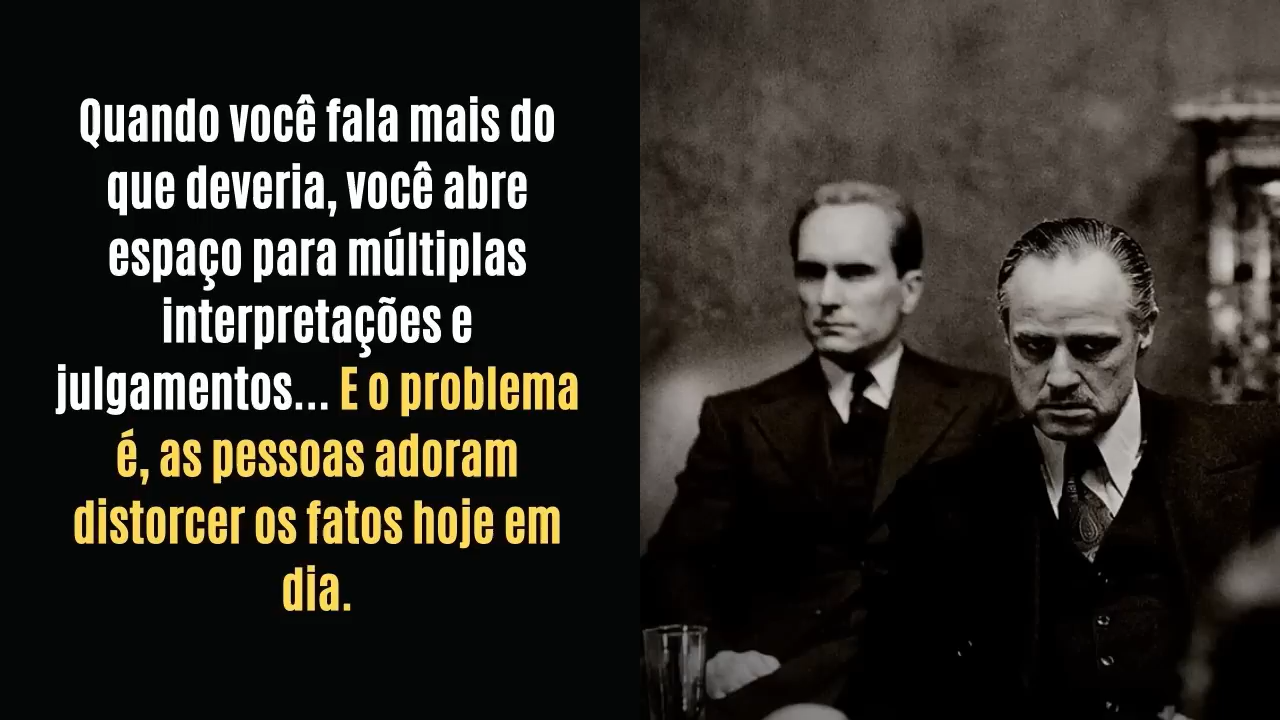 Quando você fala mais do
que deveria, você abre
espaço para múltiplas
interpretações e
julgamentos... E o problema
é, as pessoas adoram
distorcer os fatos hoje em
dia.